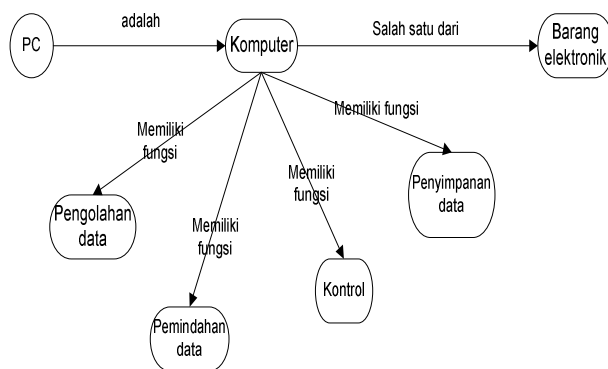 adalah
PC
Komputer
Salah satu dari
Barang
elektronik
Memiliki fungsi
Memiliki
fungsi
Memiliki
fungsi
Memiliki
fungsi
Penyimpanan
data
Pengolahan
data
Kontrol
Pemindahan
data